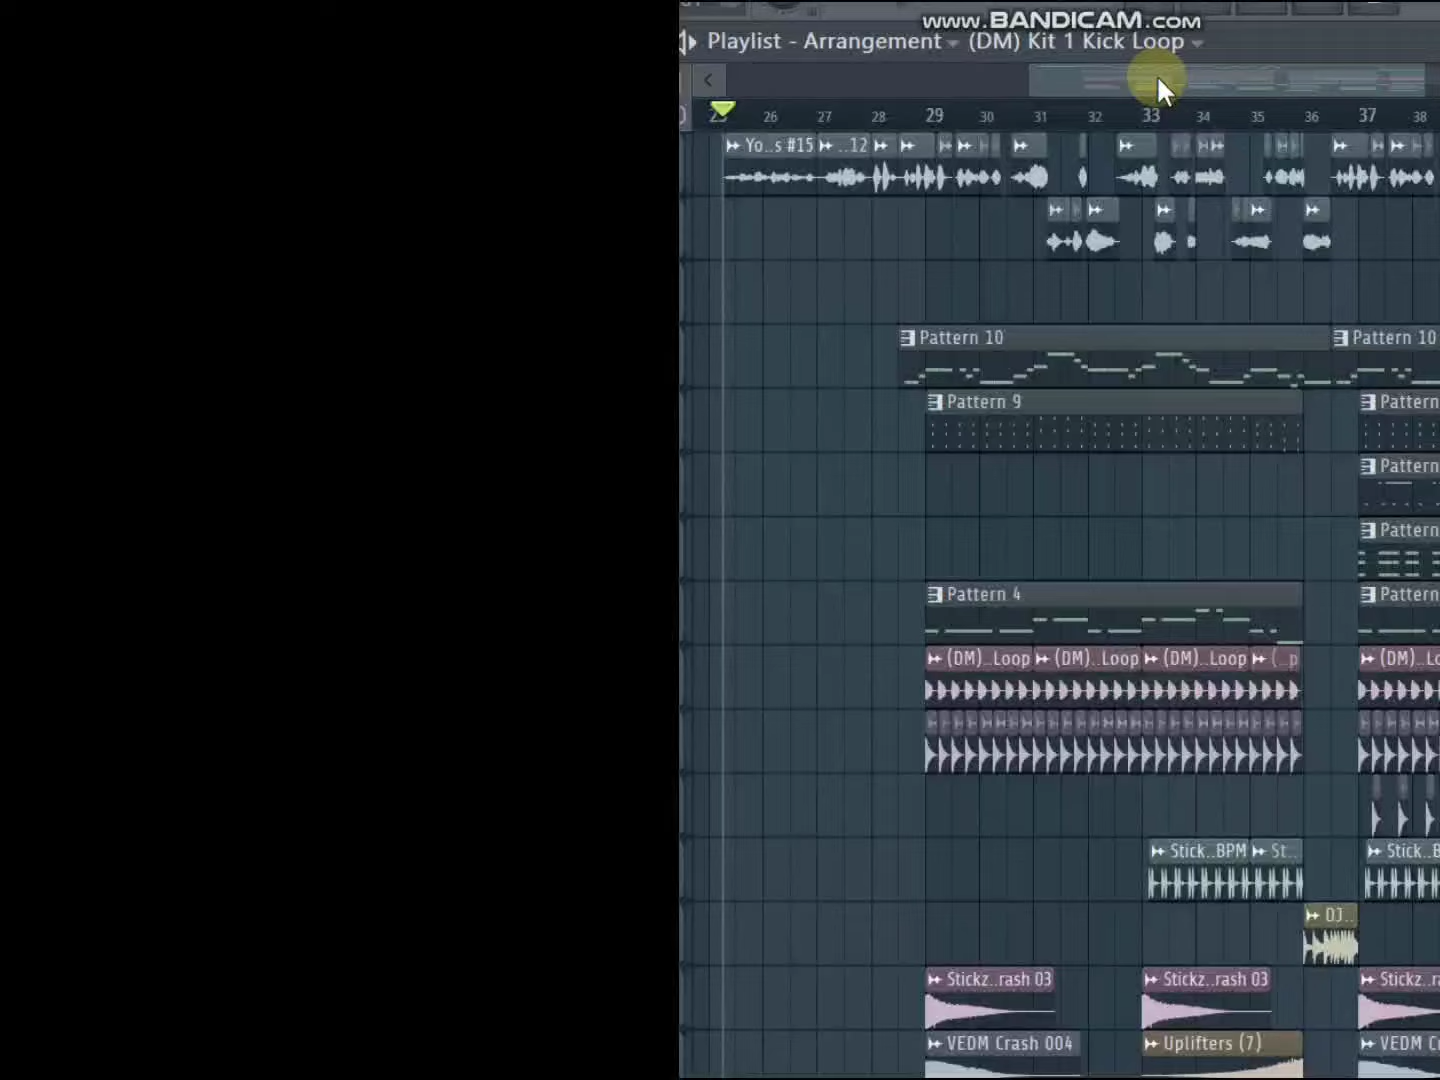 www.BANDICAM.com
Playlist - Arrangement (DM) Kit 1 Kick Loop
26 27 28 29 30 31 32 33 34 35 36 37 38
Yo..s #15 ..12
Pattern 10 Pattern 10
Pattern 9 Pattern
Pattern
Pattern
Pattern 4 Pattern
(DM)..Loop (DM)..Loop (DM)..Loop (..p (DM)..Lo
Stick..BPM St.. Stick..B
DJ..
Stickz..rash 03 Stickz..rash 03 Stickz..ra
VEDM Crash 004 Uplifters (7) VEDM C